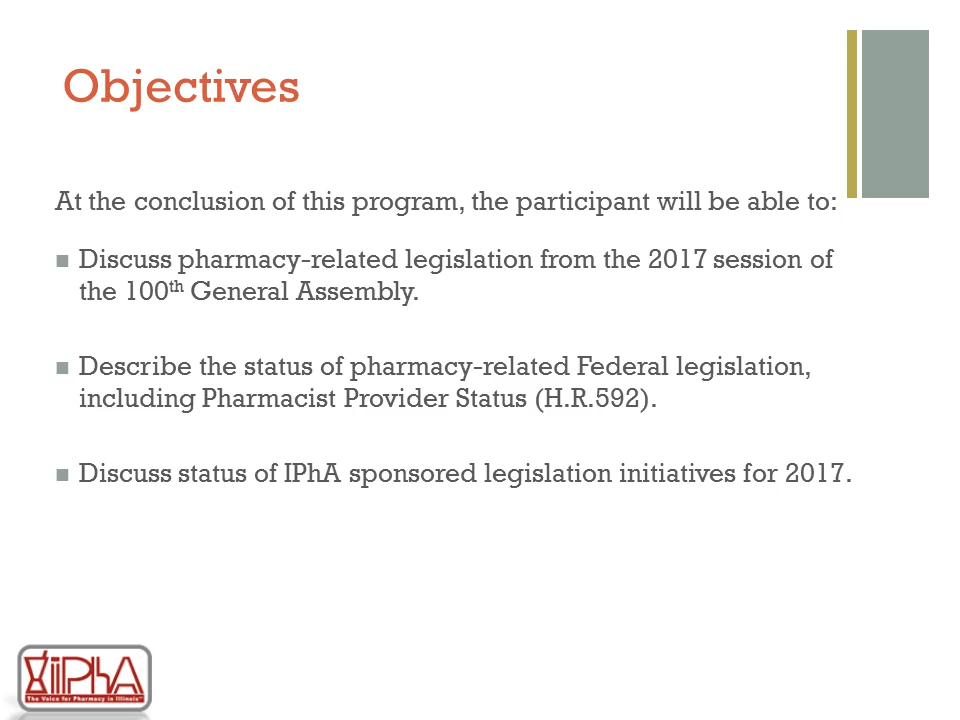 Objectives
At the conclusion of this program, the participant will be able to:
Discuss pharmacy-related legislation from the 2017 session of
the 100th General Assembly.
Describe the status of pharmacy-related Federal legislation,
including Pharmacist Provider Status (H.R.592).
Discuss status of IPhA sponsored legislation initiatives for 2017.
IPhA
The Voice for Pharmacy in Illinois